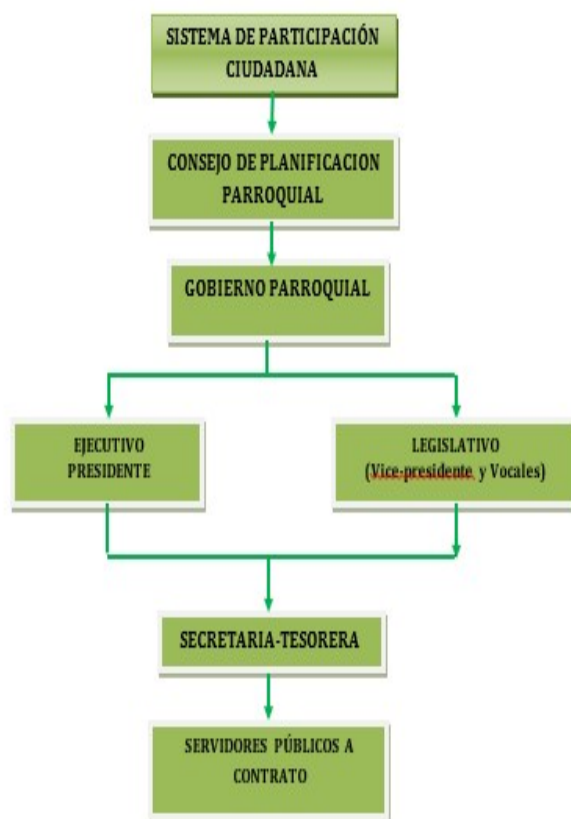 SISTEMA DE PARTICIPACIÓN
CIUDADANA
CONSEJO DE PLANIFICACION
PARROQUIAL
GOBIERNO PARROQUIAL
EJECUTIVO
PRESIDENTE
LEGISLATIVO
(Vice-presidente y Vocales)
SECRETARIA-TESORERA
SERVIDORES PÚBLICOS A
CONTRATO